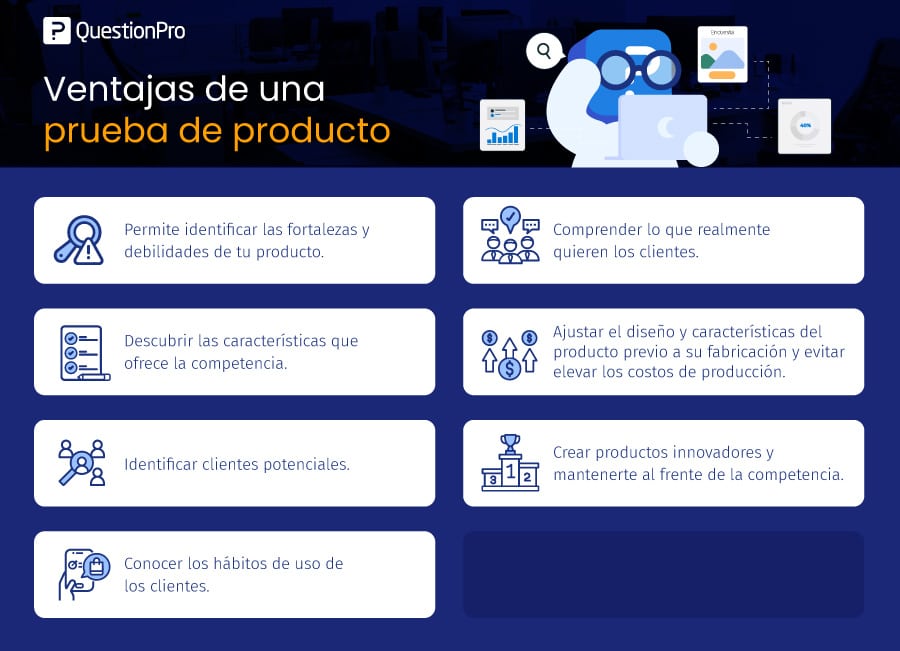 QuestionPro
Ventajas de una
prueba de producto
Encuesta
40%
Permite identificar las fortalezas y
debilidades de tu producto.
Comprender lo que realmente
quieren los clientes.
Descubrir las características que
ofrece la competencia.
Ajustar el diseño y características del
producto previo a su fabricación y evitar
elevar los costos de producción.
Identificar clientes potenciales.
Crear productos innovadores y
mantenerte al frente de la competencia.
3 1 2
Conocer los hábitos de uso de
los clientes.